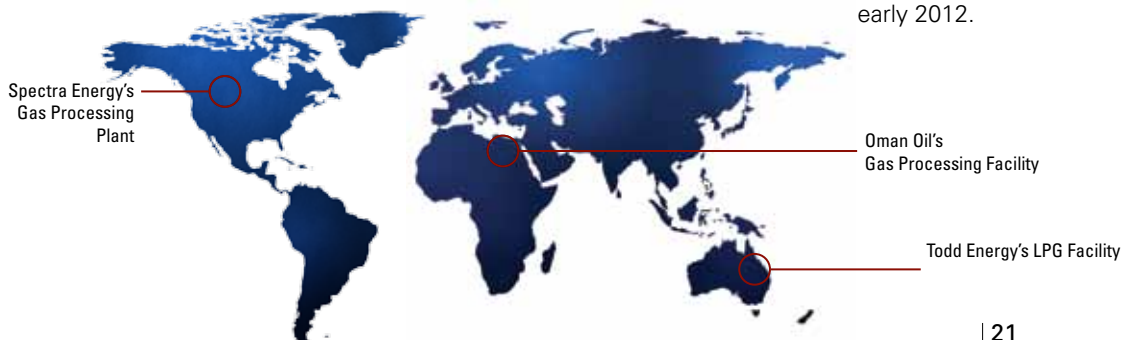 early 2012.
Spectra Energy's
Gas Processing
Plant
Oman Oil's
Gas Processing Facility
Todd Energy's LPG Facility
| 21